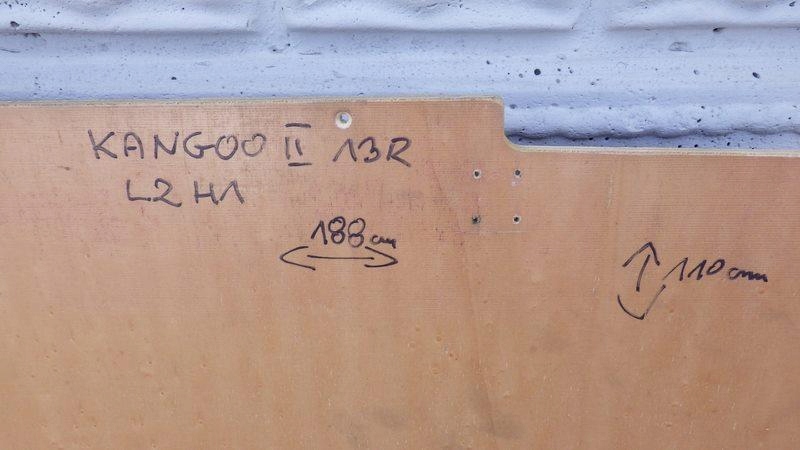 KANGOO II 13R
L2 H1
188 cm
110 cm